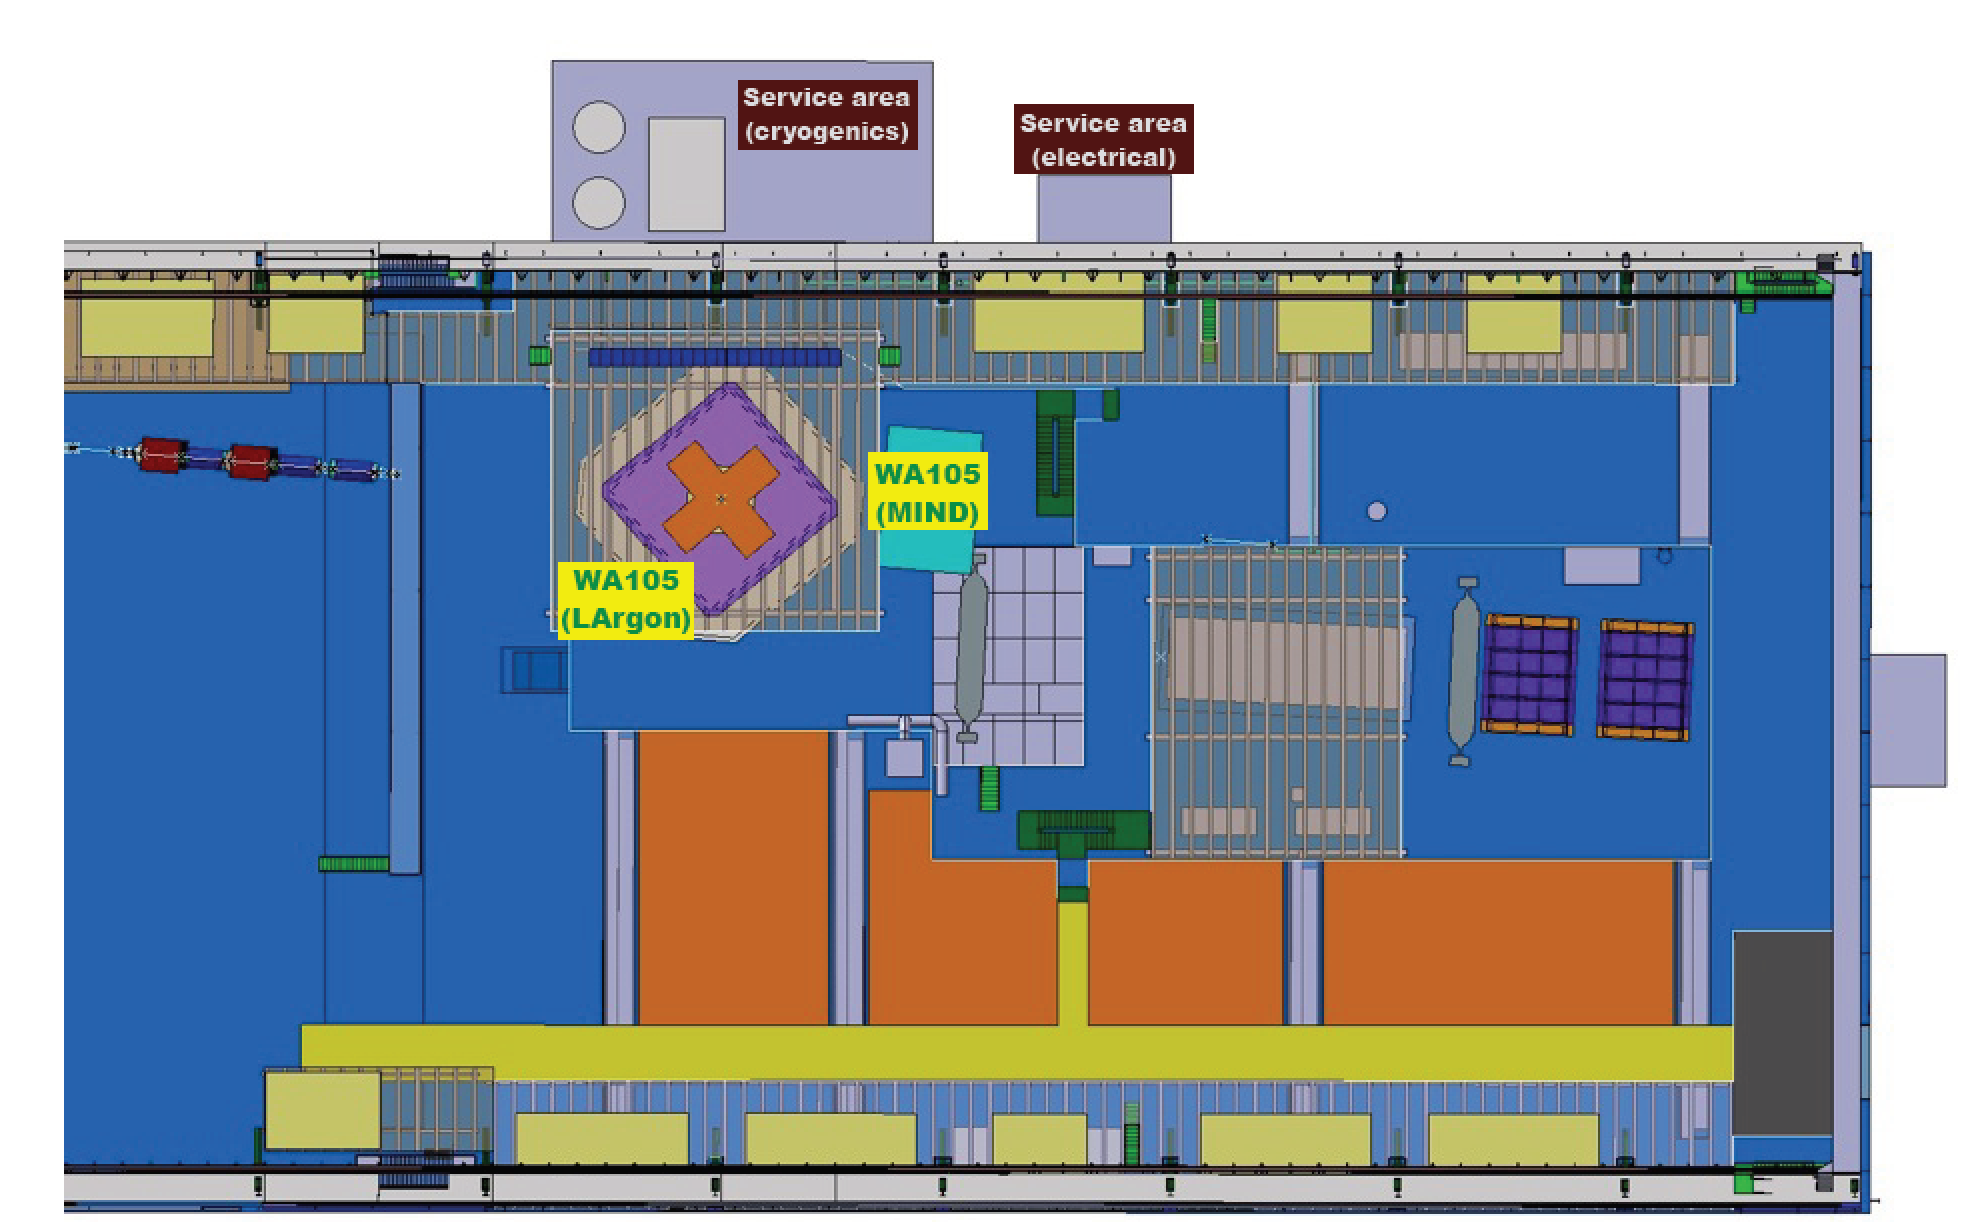 Service area
(cryogenics)
Service area
(electrical)
WA105
(MIND)
WA105
(LArgon)